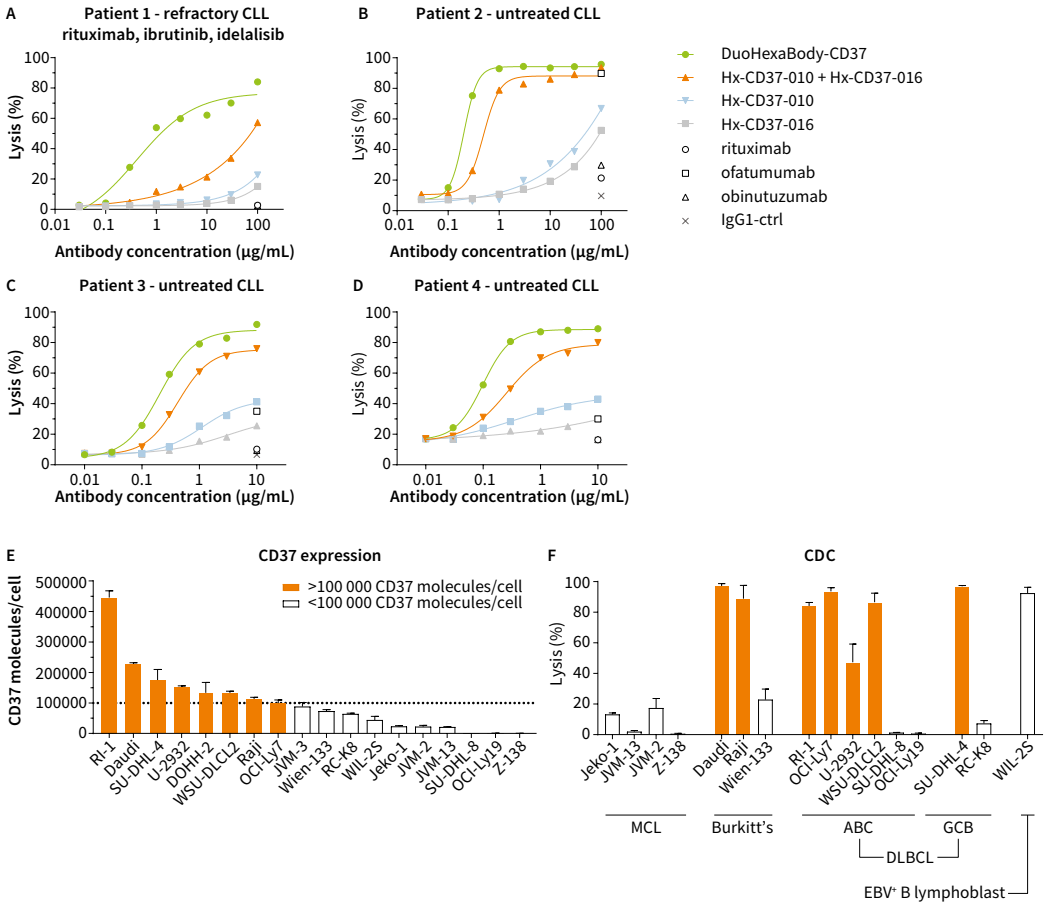 A
Patient 1 - refractory CLL
rituximab, ibrutinib, idelalisib
100
80
60
40
20
0
Lysis (%)
0.1
1
10
100
Antibody concentration (µg/mL)
B
Patient 2 - untreated CLL
100
80
60
40
20
0
Lysis (%)
0.01
0.1
1
10
100
Antibody concentration (µg/mL)
DuoHexaBody-CD37
Hx-CD37-010 + Hx-CD37-016
Hx-CD37-010
Hx-CD37-016
rituximab
ofatumumab
obinutuzumab
IgG1-ctrl
C
Patient 3 - untreated CLL
100
80
60
40
20
0
Lysis (%)
0.01
0.1
1
10
Antibody concentration (µg/mL)
D
Patient 4 - untreated CLL
100
80
60
40
20
0
Lysis (%)
0.01
0.1
1
10
Antibody concentration (µg/mL)
E
CD37 expression
500000
400000
300000
200000
100000
0
CD37 molecules/cell
>100 000 CD37 molecules/cell
<100 000 CD37 molecules/cell
RI-1
Daudi
SU-DHL-4
U-2932
DOHH-2
WSU-DLCL2
Raji
OCI-Ly7
JVM-3
Wien-133
RC-K8
WIL-2S
Jeko-1
JVM-2
JVM-13
SU-DHL-8
OCI-Ly19
Z-138
F
CDC
100
80
60
40
20
0
Lysis (%)
Jeko-1
JVM-13
JVM-2
Z-138
Daudi
Raji
Wien-133
RI-1
OCI-Ly7
U-2932
WSU-DLCL2
SU-DHL-8
OCI-Ly19
SU-DHL-4
RC-K8
WIL-2S
MCL
Burkitt's
ABC
GCB
DLBCL
EBV⁺ B lymphoblast